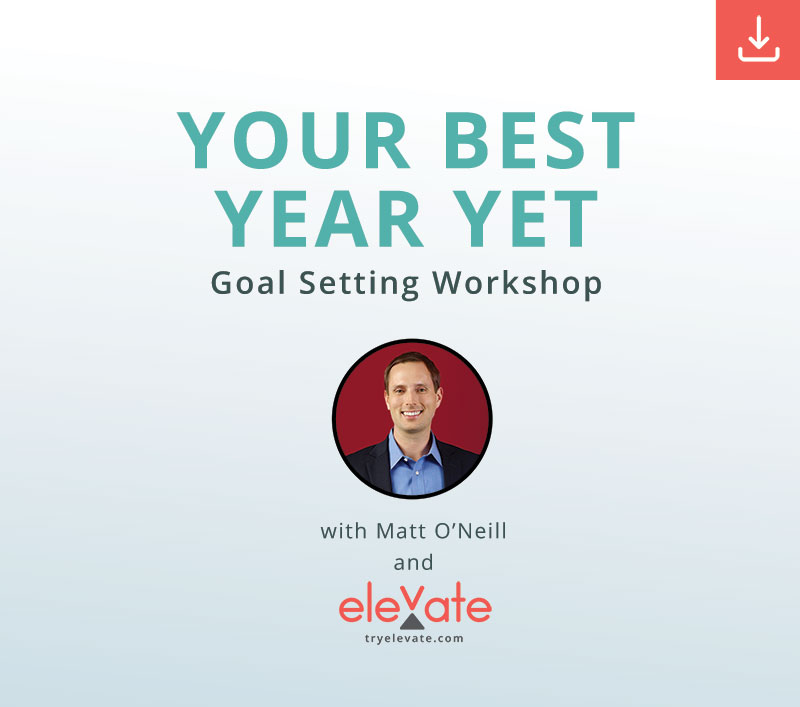 YOUR BEST
YEAR YET
Goal Setting Workshop
with Matt O’Neill
and
elevate
tryelevate.com